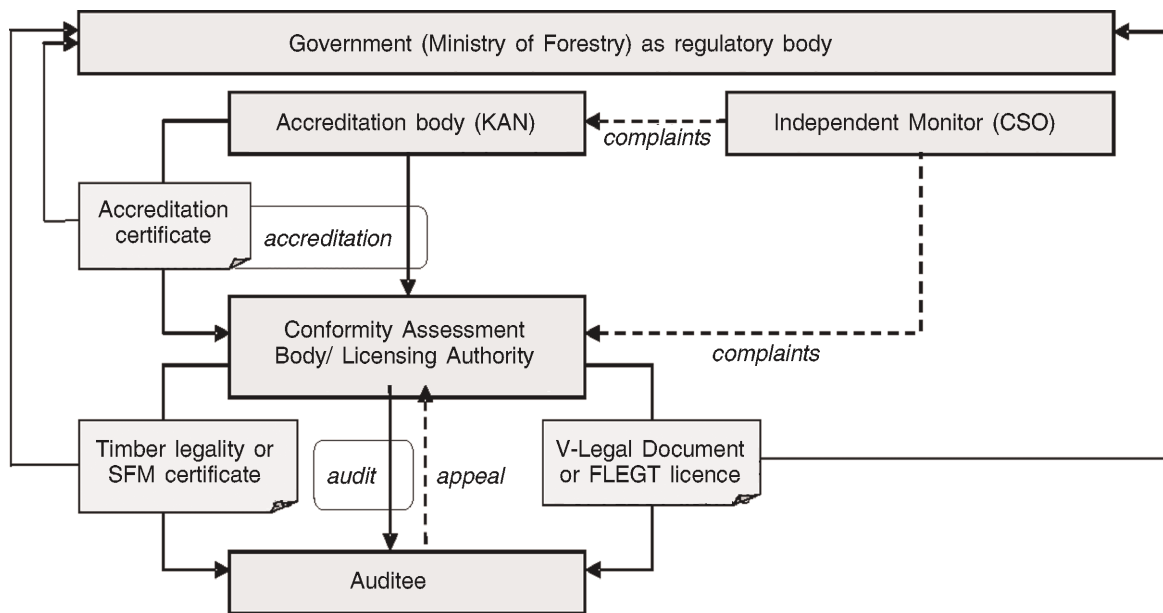 Government (Ministry of Forestry) as regulatory body
Accreditation body (KAN)
complaints
Independent Monitor (CSO)
Accreditation
certificate
accreditation
Conformity Assessment
Body/ Licensing Authority
complaints
Timber legality or
SFM certificate
audit
appeal
V-Legal Document
or FLEGT licence
Auditee